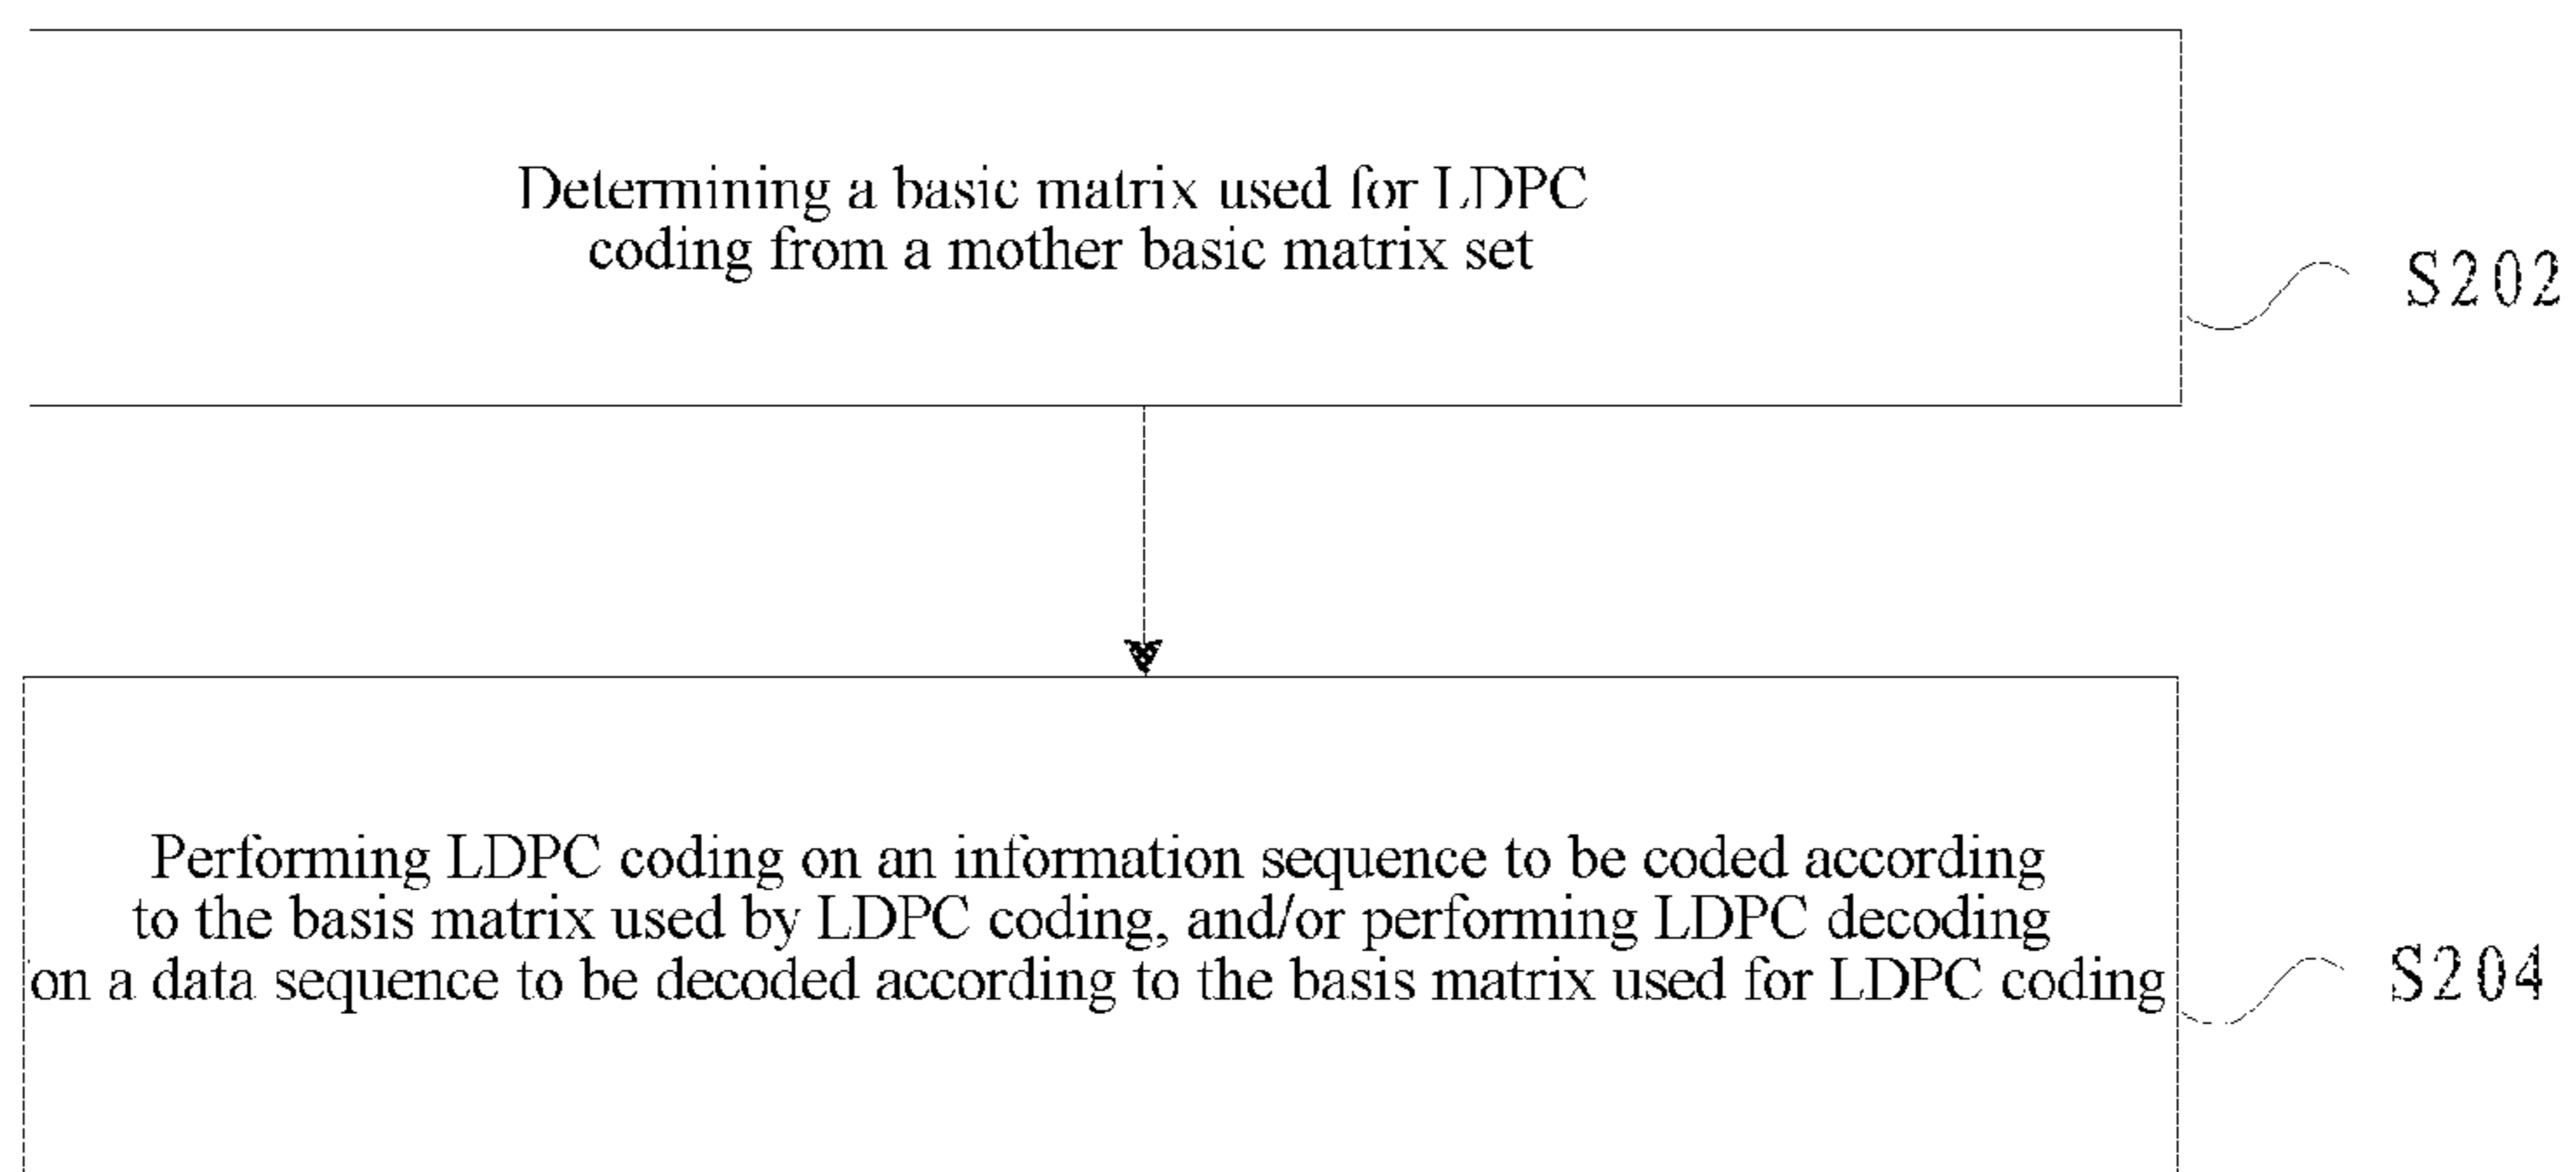 Determining a basic matrix used for LDPC
coding from a mother basic matrix set
S202
Performing LDPC coding on an information sequence to be coded according
to the basis matrix used by LDPC coding, and/or performing LDPC decoding
on a data sequence to be decoded according to the basis matrix used for LDPC coding
S204